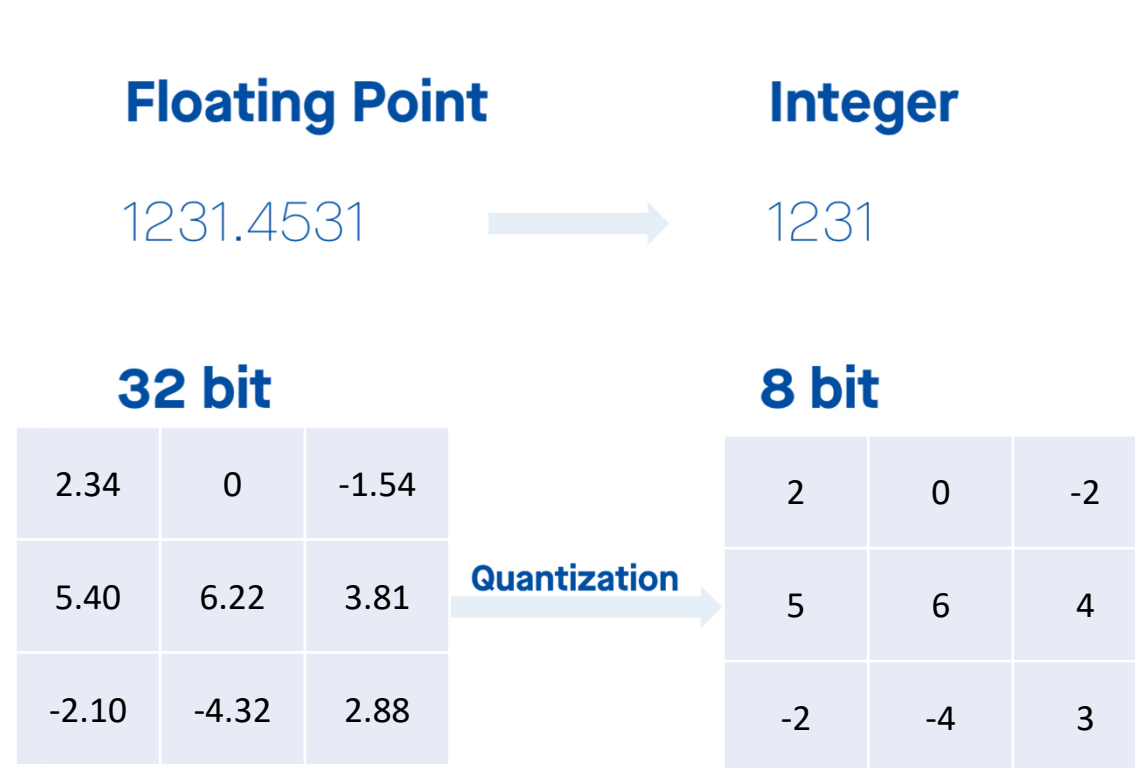 Floating Point Integer
1231.4531 1231
32 bit 8 bit
2.34 0 -1.54
5.40 6.22 3.81
-2.10 -4.32 2.88
Quantization
2 0 -2
5 6 4
-2 -4 3